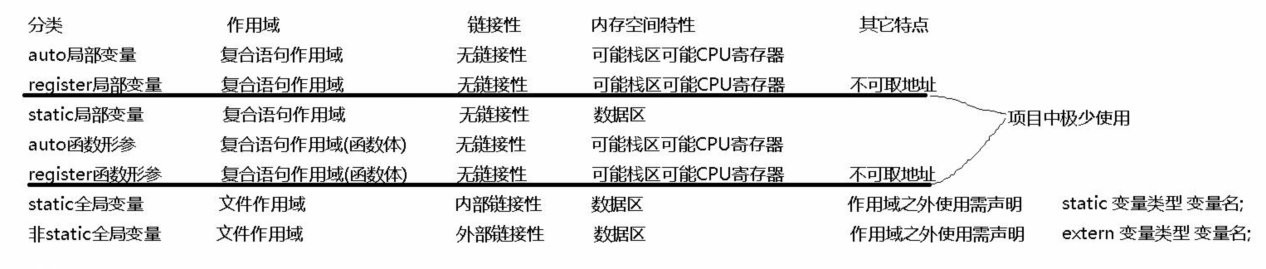 分类 作用域 链接性 内存空间特性 其它特点
auto局部变量 复合语句作用域 无链接性 可能栈区可能CPU寄存器
register局部变量 复合语句作用域 无链接性 可能栈区可能CPU寄存器 不可取地址
static局部变量 复合语句作用域 无链接性 数据区
项目中极少使用
auto函数形参 复合语句作用域(函数体) 无链接性 可能栈区可能CPU寄存器
register函数形参 复合语句作用域(函数体) 无链接性 可能栈区可能CPU寄存器 不可取地址
static全局变量 文件作用域 内部链接性 数据区 作用域之外使用需声明 static 变量类型 变量名;
非static全局变量 文件作用域 外部链接性 数据区 作用域之外使用需声明 extern 变量类型 变量名;